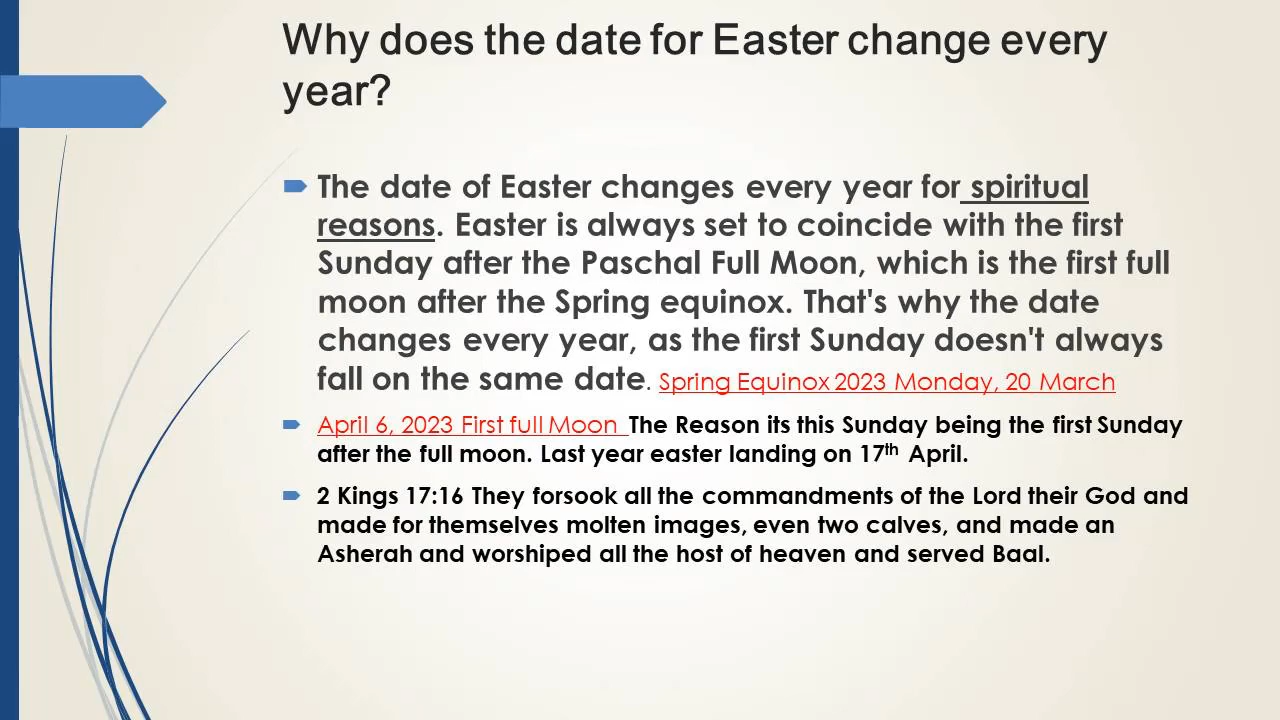 Why does the date for Easter change every
year?
The date of Easter changes every year for spiritual
reasons. Easter is always set to coincide with the first
Sunday after the Paschal Full Moon, which is the first full
moon after the Spring equinox. That's why the date
changes every year, as the first Sunday doesn't always
fall on the same date. Spring Equinox 2023 Monday, 20 March
April 6, 2023 First full Moon The Reason its this Sunday being the first Sunday
after the full moon. Last year easter landing on 17th April.
2 Kings 17:16 They forsook all the commandments of the Lord their God and
made for themselves molten images, even two calves, and made an
Asherah and worshiped all the host of heaven and served Baal.